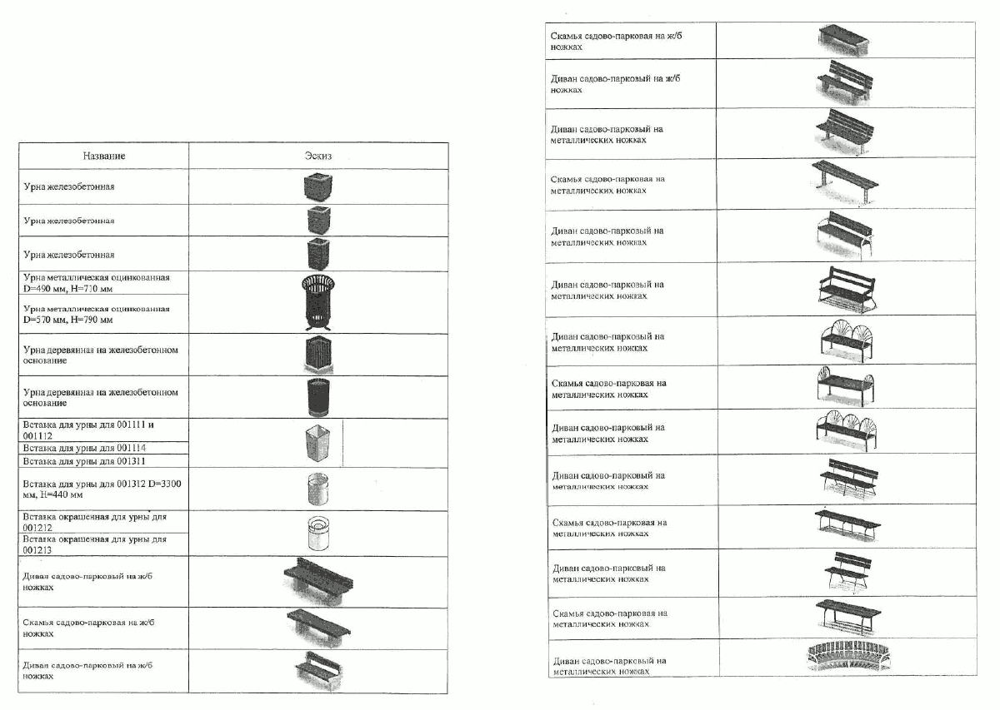 Название Эскиз
Урна железобетонная
Урна железобетонная
Урна железобетонная
Урна металлическая оцинкованная
D=490 мм, H=710 мм
Урна металлическая оцинкованная
D=570 мм, H=790 мм
Урна деревянная на железобетонном
основание
Урна деревянная на железобетонном
основание
Вставка для урны для 001111 и
001112
Вставка для урны для 001114
Вставка для урны для 001311
Вставка для урны для 001312 D=3300
мм, H=440 мм
Вставка окрашенная для урны для
001212
Вставка окрашенная для урны для
001213
Диван садово-парковый на ж/б
ножках
Скамья садово-парковая на ж/б
ножках
Диван садово-парковый на ж/б
ножках
Скамья садово-парковая на ж/б
ножках
Диван садово-парковый на ж/б
ножках
Диван садово-парковый на
металлических ножках
Скамья садово-парковая на
металлических ножках
Диван садово-парковый на
металлических ножках
Диван садово-парковый на
металлических ножках
Диван садово-парковый на
металлических ножках
Скамья садово-парковая на
металлических ножках
Диван садово-парковый на
металлических ножках
Диван садово-парковый на
металлических ножках
Скамья садово-парковая на
металлических ножках
Диван садово-парковый на
металлических ножках
Скамья садово-парковая на
металлических ножках
Диван садово-парковый на
металлических ножках